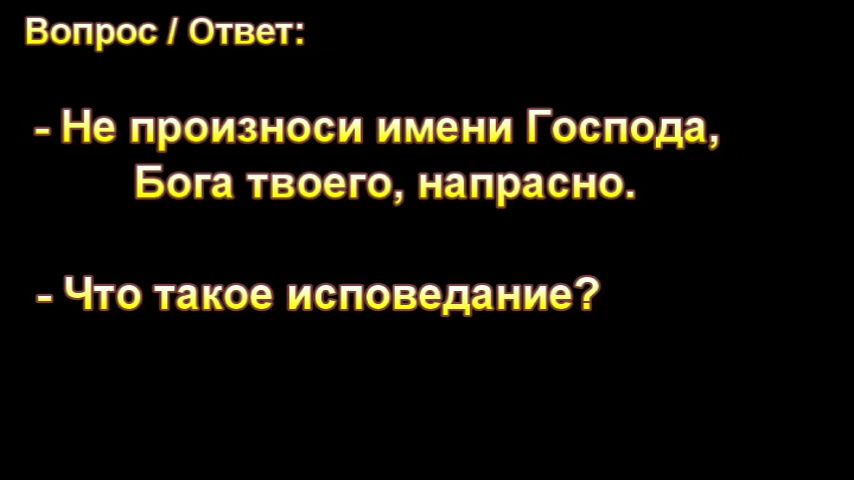 Вопрос / Ответ:
- Не произноси имени Господа,
Бога твоего, напрасно.
- Что такое исповедание?